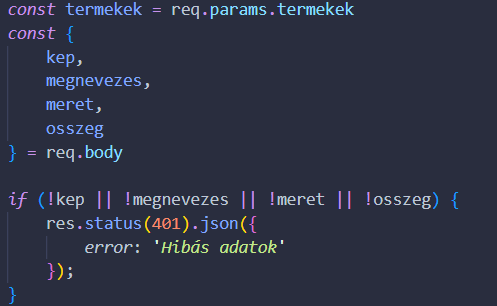 const termekek = req.params.termekek
const {
    kep,
    megnevezes,
    meret,
    osszeg
} = req.body

if (!kep || !megnevezes || !meret || !osszeg) {
    res.status(401).json({
        error: 'Hibás adatok'
    });
}